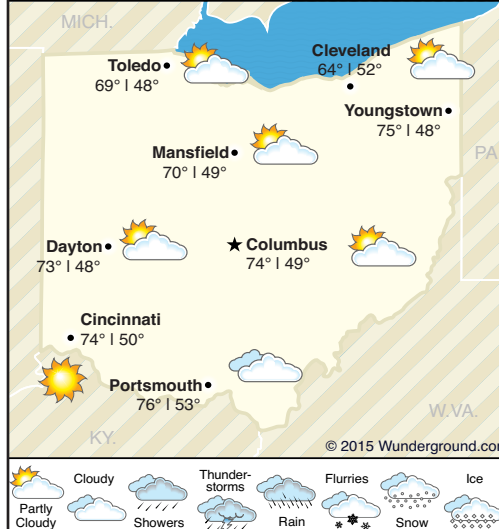 MICH.
Cleveland
64° | 52°
Toledo
69° | 48°
Youngstown
75° | 48°
Mansfield
70° | 49°
PA
Dayton
73° | 48°
Columbus
74° | 49°
Cincinnati
74° | 50°
Portsmouth
76° | 53°
W.VA.
KY.
© 2015 Wunderground.com
Partly
Cloudy
Cloudy
Showers
Thunder-
storms
Rain
Flurries
Snow
Ice